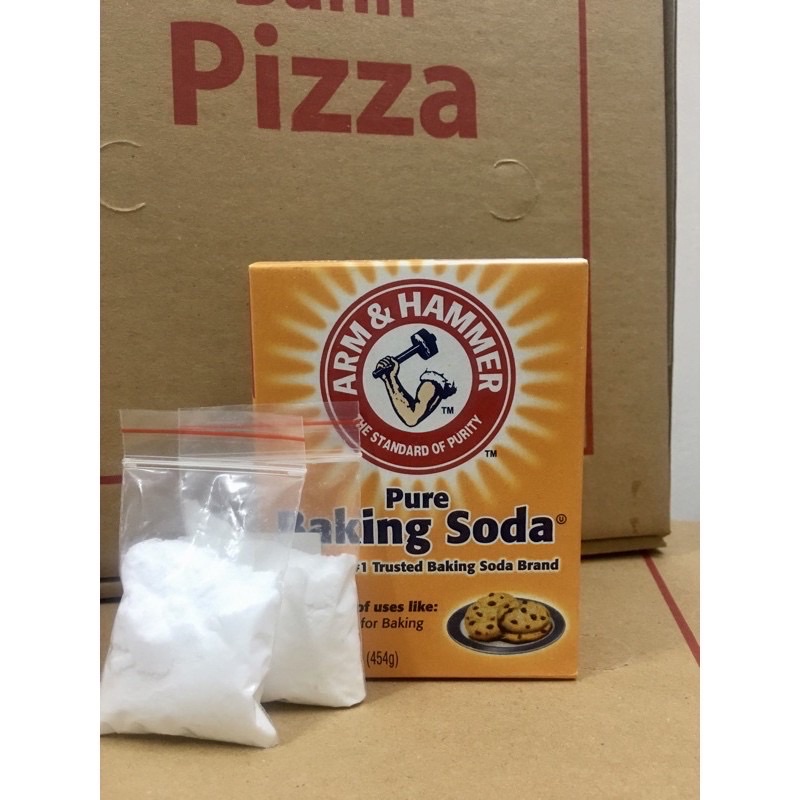 Pizza
ARM & HAMMER
TM
THE STANDARD OF PURITY
TM
Pure
Baking Soda
#1 Trusted Baking Soda Brand
of uses like:
for Baking
(454g)